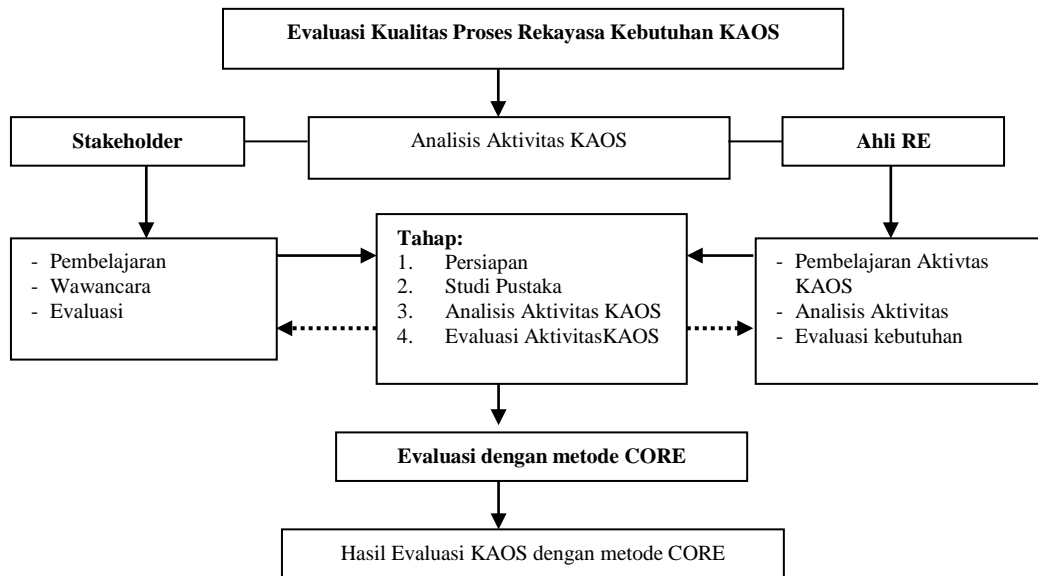 Evaluasi Kualitas Proses Rekayasa Kebutuhan KAOS
Stakeholder
Analisis Aktivitas KAOS
Ahli RE
- Pembelajaran
- Wawancara
- Evaluasi
Tahap:
1. Persiapan
2. Studi Pustaka
3. Analisis Aktivitas KAOS
4. Evaluasi AktivitasKAOS
- Pembelajaran Aktivtas
KAOS
- Analisis Aktivitas
- Evaluasi kebutuhan
Evaluasi dengan metode CORE
Hasil Evaluasi KAOS dengan metode CORE